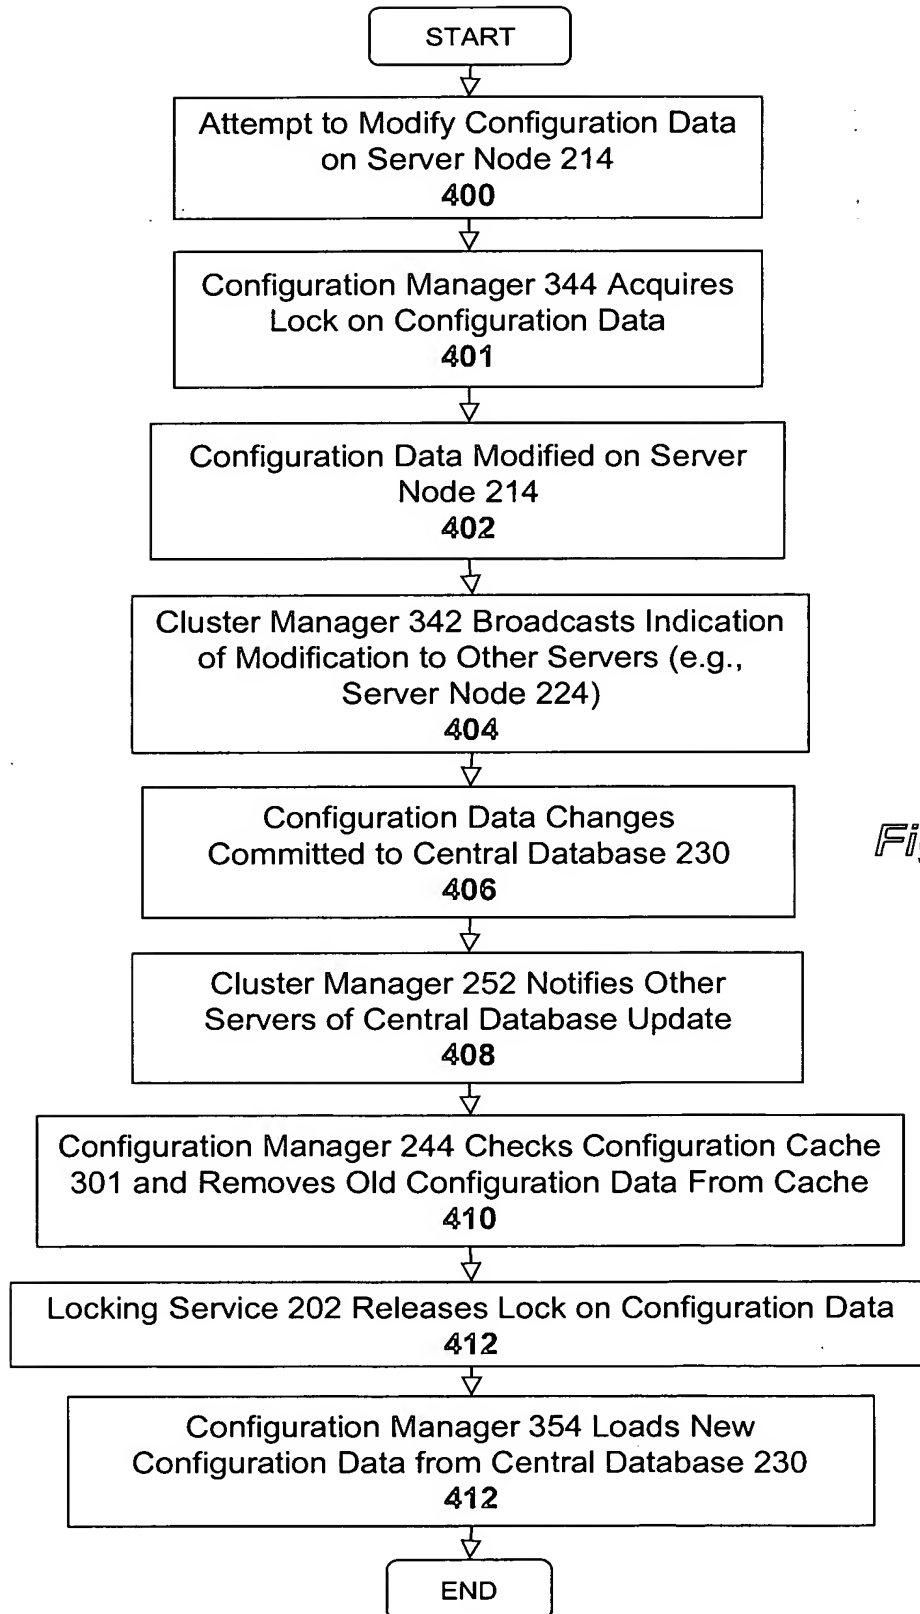 START
Attempt to Modify Configuration Data
on Server Node 214
400
Configuration Manager 344 Acquires
Lock on Configuration Data
401
Configuration Data Modified on Server
Node 214
402
Cluster Manager 342 Broadcasts Indication
of Modification to Other Servers (e.g.,
Server Node 224)
404
Configuration Data Changes
Committed to Central Database 230
406
Cluster Manager 252 Notifies Other
Servers of Central Database Update
408
Configuration Manager 244 Checks Configuration Cache
301 and Removes Old Configuration Data From Cache
410
Locking Service 202 Releases Lock on Configuration Data
412
Configuration Manager 354 Loads New
Configuration Data from Central Database 230
412
END